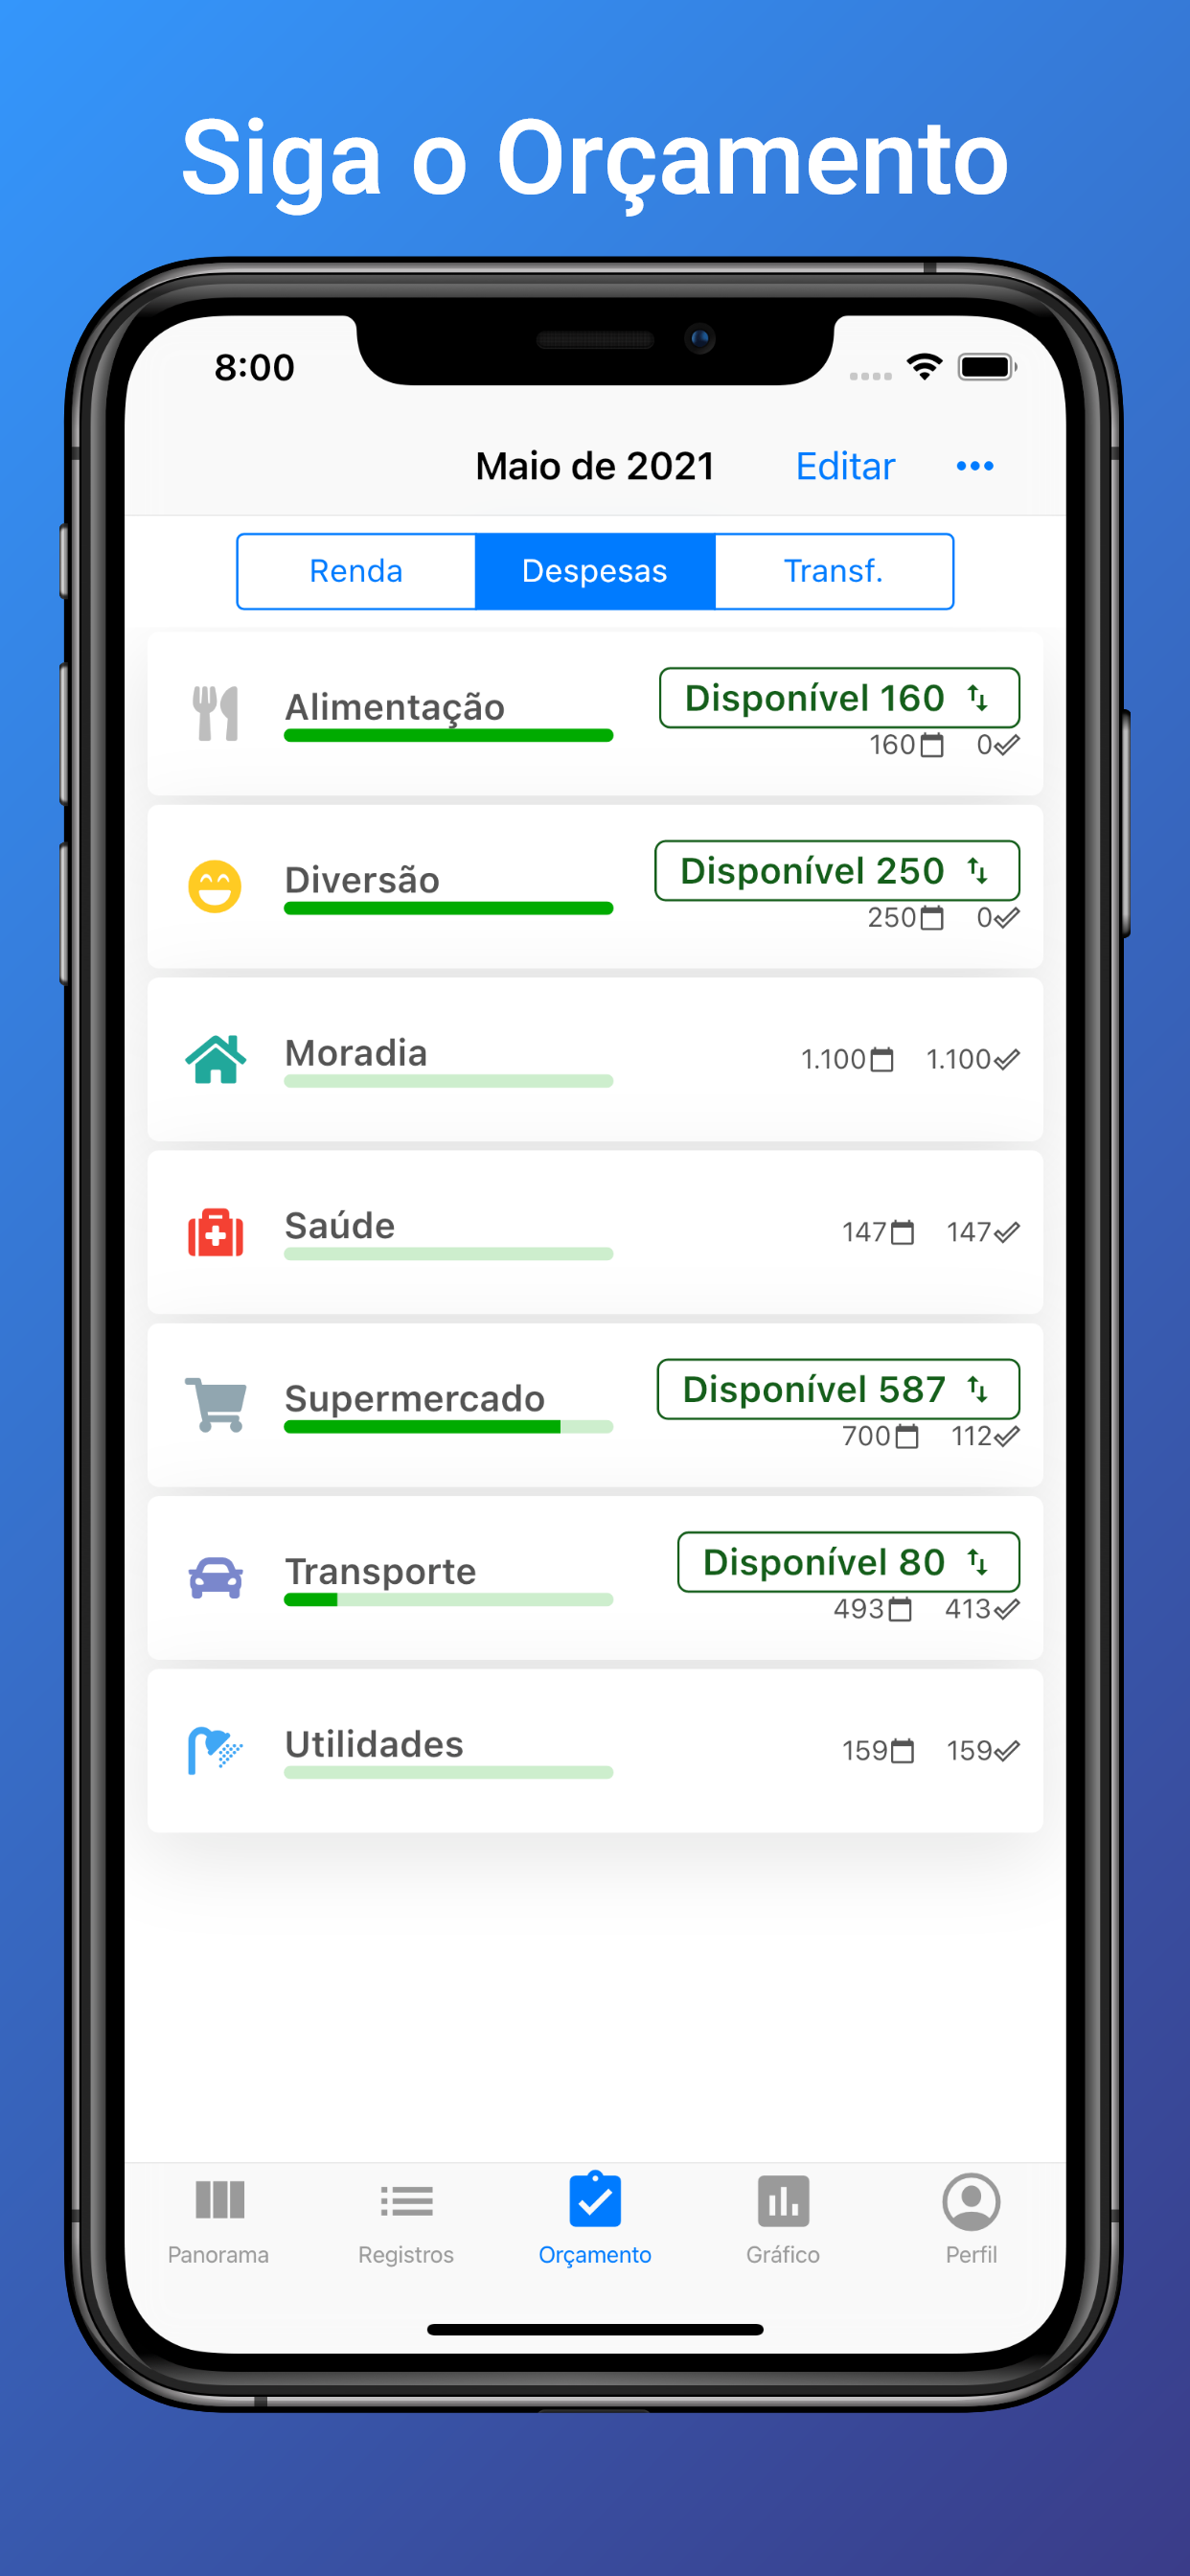 Siga o Orçamento
8:00
Maio de 2021 Editar
Renda Despesas Transf.
Alimentação Disponível 160
160 0
Diversão Disponível 250
250 0
Moradia 1.100 1.100
Saúde 147 147
Supermercado Disponível 587
700 112
Transporte Disponível 80
493 413
Utilidades 159 159
Panorama Registros Orçamento Gráfico Perfil